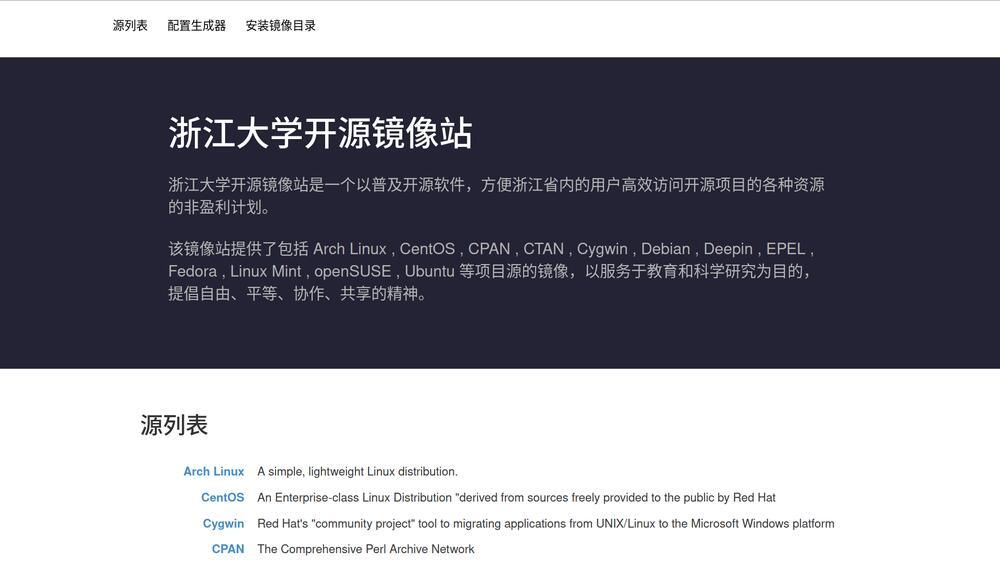 源列表 配置生成器 安装镜像目录
浙江大学开源镜像站
浙江大学开源镜像站是一个以普及开源软件，方便浙江省内的用户高效访问开源项目的各种资源
的非盈利计划。
该镜像站提供了包括 Arch Linux , CentOS , CPAN , CTAN , Cygwin , Debian , Deepin , EPEL ,
Fedora , Linux Mint , openSUSE , Ubuntu 等项目源的镜像，以服务于教育和科学研究为目的，
提倡自由、平等、协作、共享的精神。
源列表
Arch Linux A simple, lightweight Linux distribution.
CentOS An Enterprise-class Linux Distribution "derived from sources freely provided to the public by Red Hat
Cygwin Red Hat's "community project" tool to migrating applications from UNIX/Linux to the Microsoft Windows platform
CPAN The Comprehensive Perl Archive Network